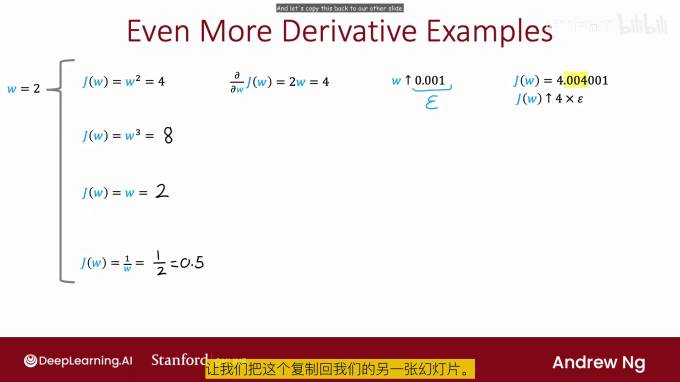 And let's copy this back to our other slide.
bilibili
Even More Derivative Examples
w = 2
J(w) = w² = 4
∂/∂w J(w) = 2w = 4
w ↑ 0.001
ε
J(w) = 4.004001
J(w) ↑ 4 × ε
J(w) = w³ = 8
J(w) = w = 2
J(w) = 1/w = 1/2 = 0.5
DeepLearning.AI
Stanford
Andrew Ng
让我们把这个复制回我们的另一张幻灯片。